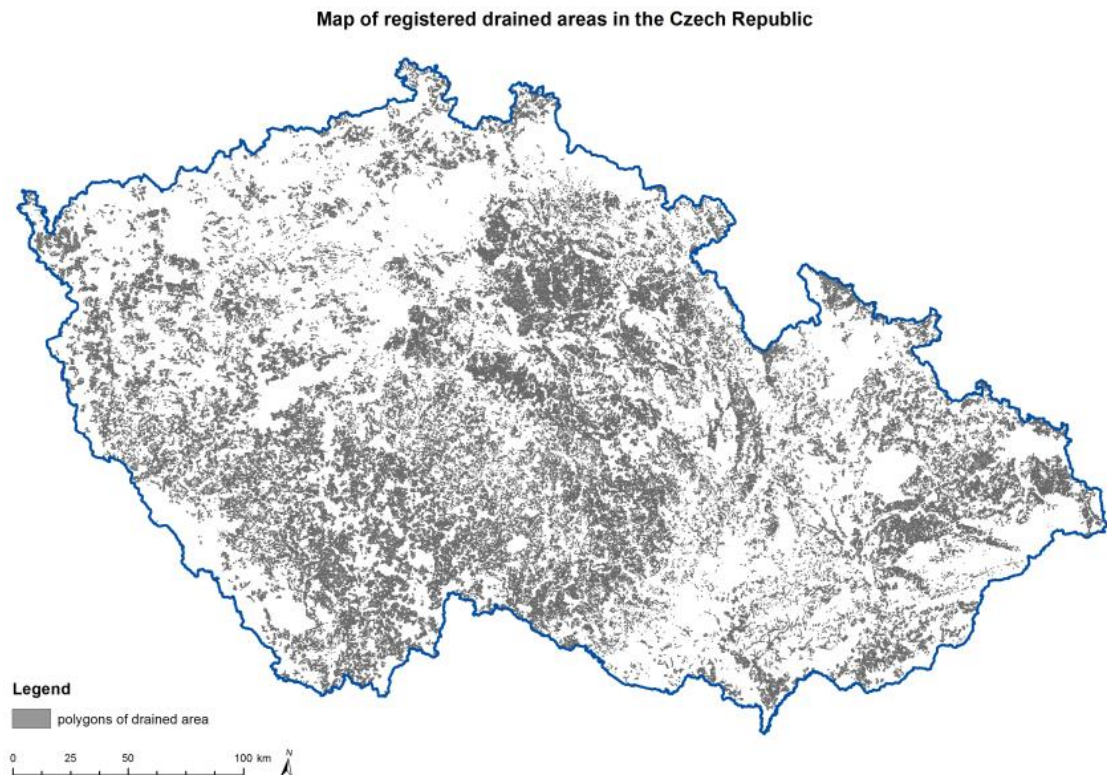 Map of registered drained areas in the Czech Republic
Legend
polygons of drained area
0 25 50 100 km
N